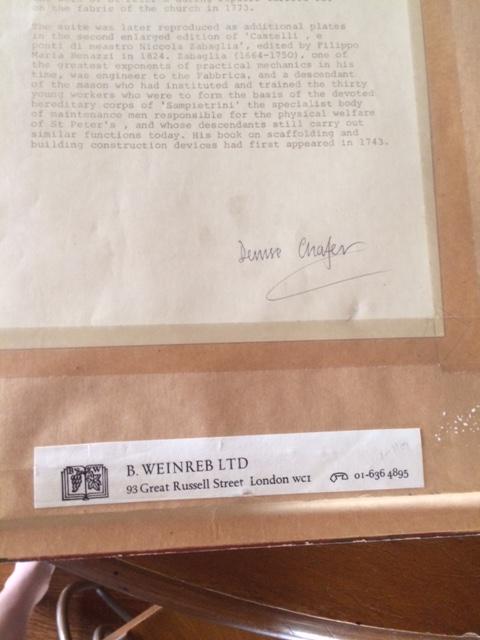 on the fabric of the church in 1773.
The suite was later reproduced as additional plates
in the second enlarged edition of 'Castelli , e
ponti di meastro Niccola Zabaglia', edited by Filippo
Maria Renazzi in 1824. Zabaglia (1664-1750), one of
the greatest exponents of practical mechanics in his
time, was engineer to the Fabbrica, and a descendant
of the mason who had instituted and trained the thirty
young workers who were to form the basis of the devoted
hereditary corps of 'Sampietrini' the specialist body
of maintenance men responsible for the physical welfare
of St Peter's , and whose descendants still carry out
similar functions today. His book on scaffolding and
building construction devices had first appeared in 1743.
Denise Chafer
B W
B. WEINREB LTD
93 Great Russell Street London WC1
01-636 4895